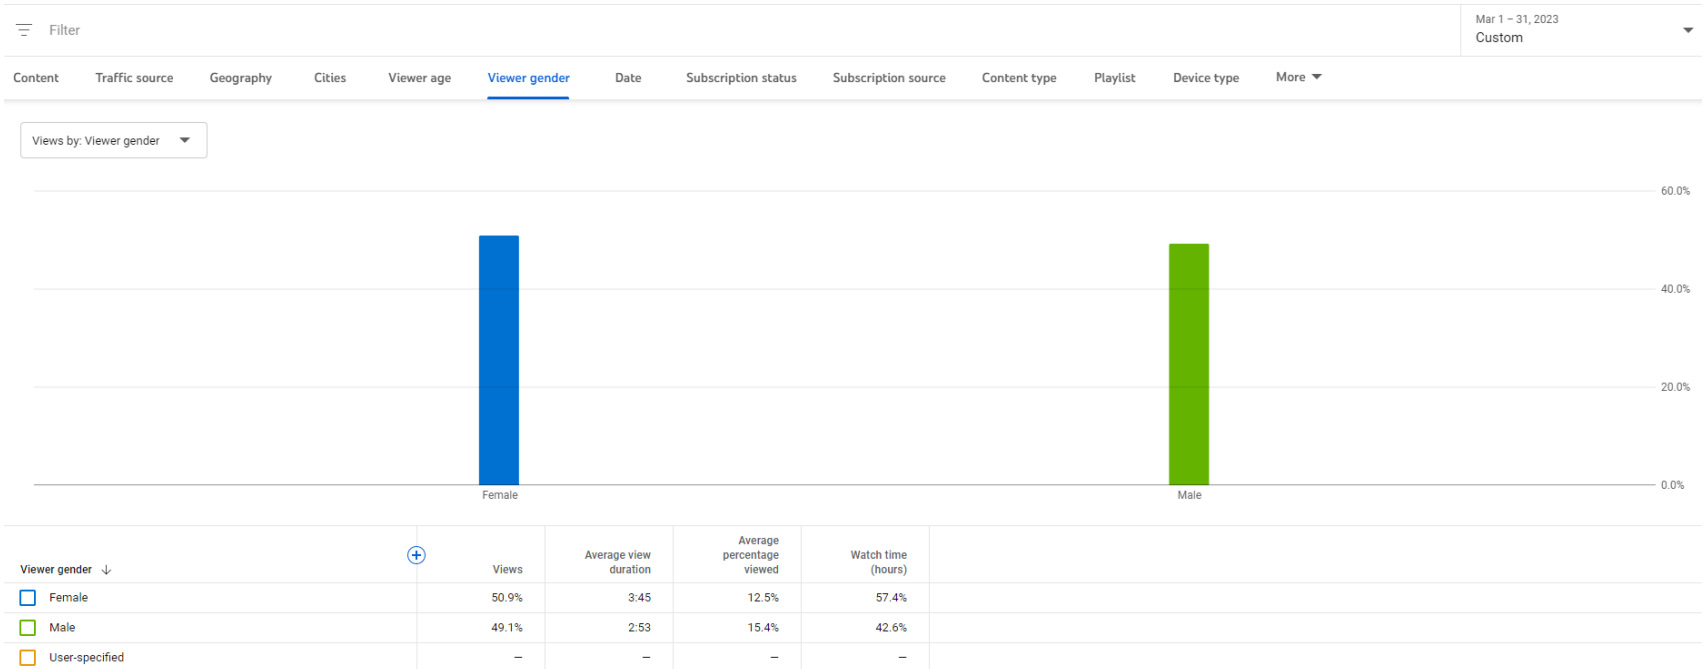 Filter
Mar 1 – 31, 2023
Custom
Content Traffic source Geography Cities Viewer age Viewer gender Date Subscription status Subscription source Content type Playlist Device type More
Views by: Viewer gender
60.0%
40.0%
20.0%
0.0%
Female Male
Viewer gender Views Average view duration Average percentage viewed Watch time (hours)
Female 50.9% 3:45 12.5% 57.4%
Male 49.1% 2:53 15.4% 42.6%
User-specified – – – –